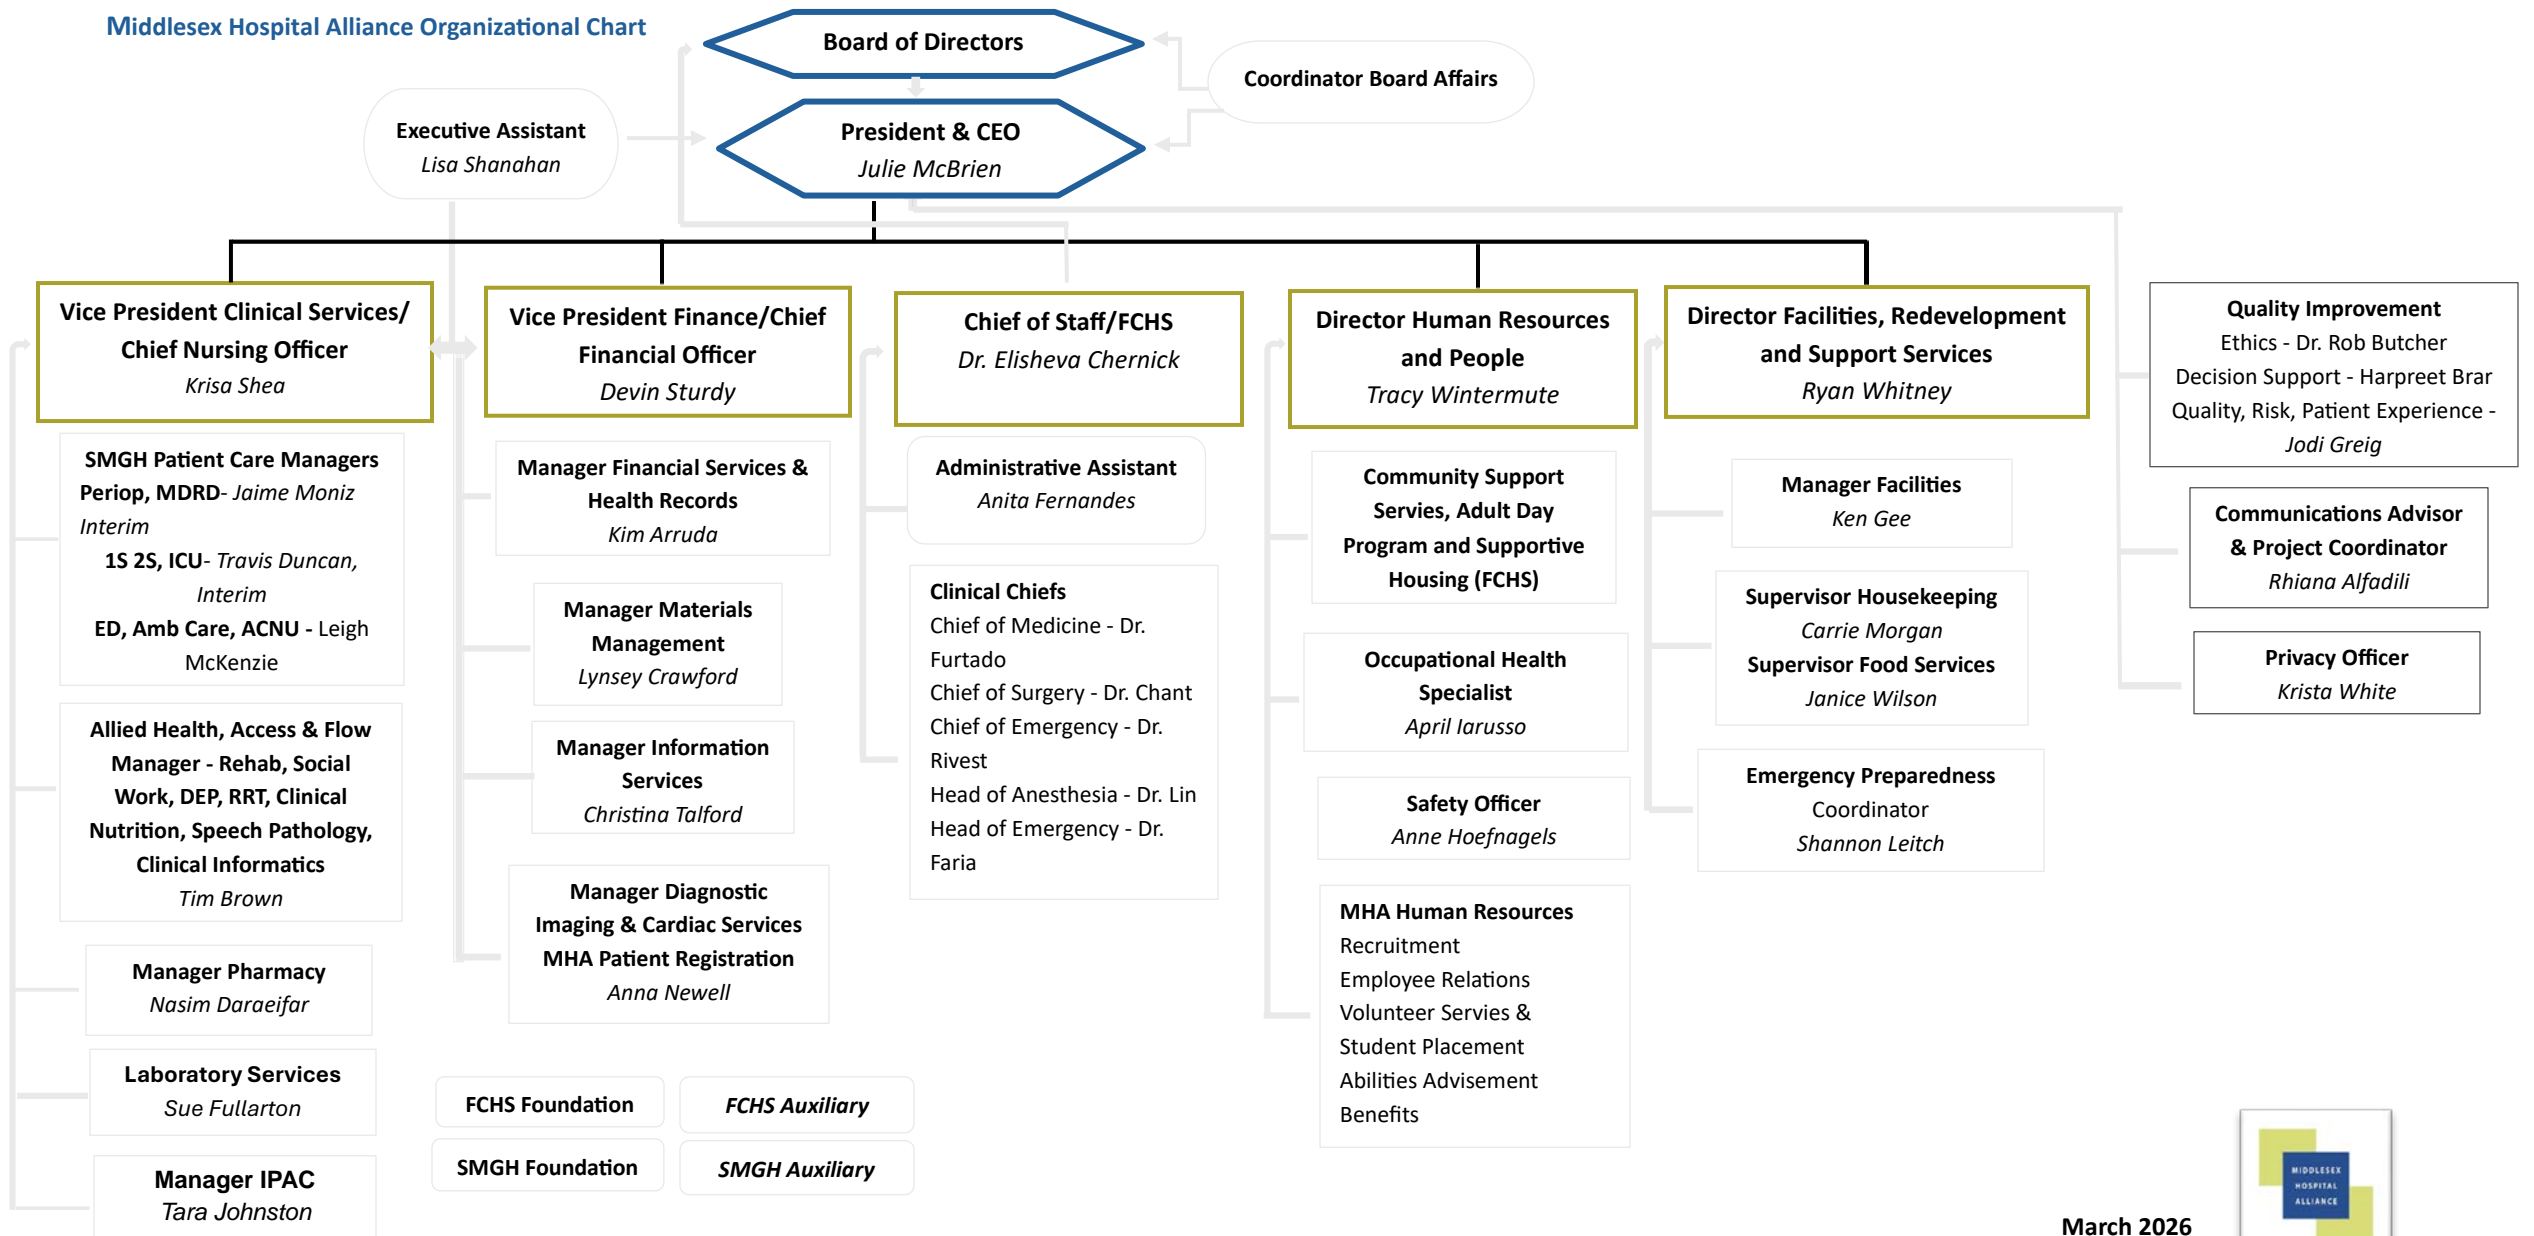 Middlesex Hospital Alliance Organizational Chart
Board of Directors
Coordinator Board Affairs
Executive Assistant
Lisa Shanahan
President & CEO
Julie McBrien
Vice President Clinical Services/
Chief Nursing Officer
Krisa Shea
SMGH Patient Care Managers
Periop, MDRD- Jaime Moniz
Interim
1S 2S, ICU- Travis Duncan,
Interim
ED, Amb Care, ACNU - Leigh
McKenzie
Allied Health, Access & Flow
Manager - Rehab, Social
Work, DEP, RRT, Clinical
Nutrition, Speech Pathology,
Clinical Informatics
Tim Brown
Manager Pharmacy
Nasim Daraeifar
Laboratory Services
Sue Fullarton
Manager IPAC
Tara Johnston
Vice President Finance/Chief
Financial Officer
Devin Sturdy
Manager Financial Services &
Health Records
Kim Arruda
Manager Materials
Management
Lynsey Crawford
Manager Information
Services
Christina Talford
Manager Diagnostic
Imaging & Cardiac Services
MHA Patient Registration
Anna Newell
FCHS Foundation
FCHS Auxiliary
SMGH Foundation
SMGH Auxiliary
Chief of Staff/FCHS
Dr. Elisheva Chernick
Administrative Assistant
Anita Fernandes
Clinical Chiefs
Chief of Medicine - Dr.
Furtado
Chief of Surgery - Dr. Chant
Chief of Emergency - Dr.
Rivest
Head of Anesthesia - Dr. Lin
Head of Emergency - Dr.
Faria
Director Human Resources
and People
Tracy Wintermute
Community Support
Servies, Adult Day
Program and Supportive
Housing (FCHS)
Occupational Health
Specialist
April Iarusso
Safety Officer
Anne Hoefnagels
MHA Human Resources
Recruitment
Employee Relations
Volunteer Servies &
Student Placement
Abilities Advisement
Benefits
Director Facilities, Redevelopment
and Support Services
Ryan Whitney
Manager Facilities
Ken Gee
Supervisor Housekeeping
Carrie Morgan
Supervisor Food Services
Janice Wilson
Emergency Preparedness
Coordinator
Shannon Leitch
Quality Improvement
Ethics - Dr. Rob Butcher
Decision Support - Harpreet Brar
Quality, Risk, Patient Experience -
Jodi Greig
Communications Advisor
& Project Coordinator
Rhiana Alfadili
Privacy Officer
Krista White
March 2026
MIDDLESEX
HOSPITAL
ALLIANCE